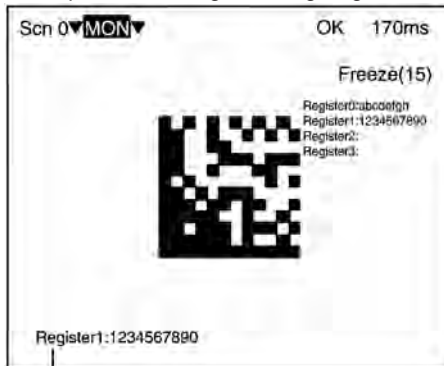 Scn 0▼MON▼ OK 170ms
Freeze(15)
Register0:abcdefgh
Register1:1234567890
Register2:
Register3:
Register1:1234567890